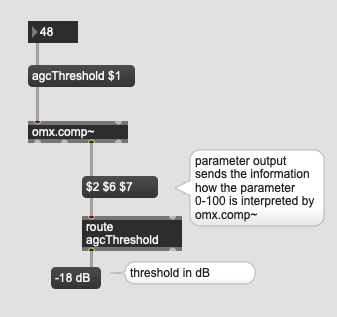 48
agcThreshold $1
omx.comp~
$2 $6 $7
parameter output
sends the information
how the parameter
0-100 is interpreted by
omx.comp~
route
agcThreshold
-18 dB
threshold in dB